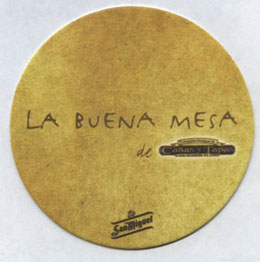 LA BUENA MESA
de Cañas y Tapas
San Miguel